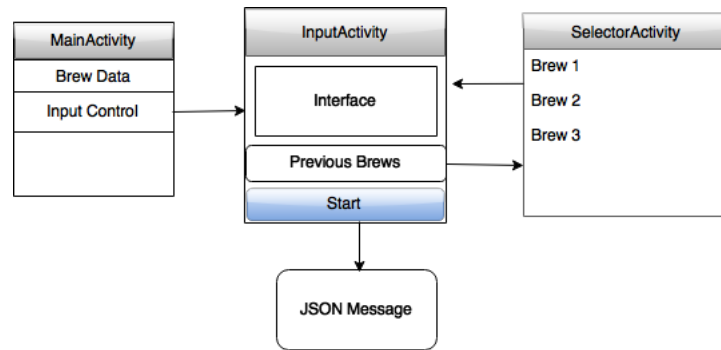 MainActivity
Brew Data
Input Control
InputActivity
Interface
Previous Brews
Start
JSON Message
SelectorActivity
Brew 1
Brew 2
Brew 3